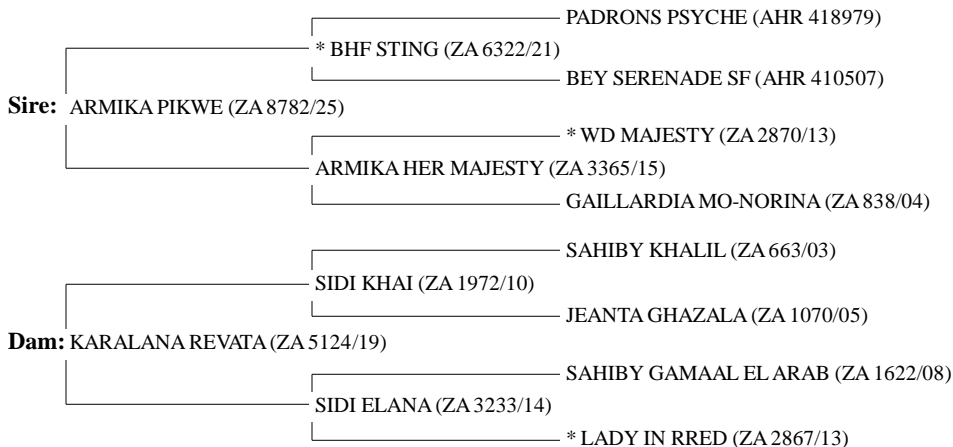 PADRONS PSYCHE (AHR 418979)
* BHF STING (ZA 6322/21)
BEY SERENADE SF (AHR 410507)
Sire: ARMIKA PIKWE (ZA 8782/25)
* WD MAJESTY (ZA 2870/13)
ARMIKA HER MAJESTY (ZA 3365/15)
GAILLARDIA MO-NORINA (ZA 838/04)
SAHIBY KHALIL (ZA 663/03)
SIDI KHAI (ZA 1972/10)
JEANTA GHAZALA (ZA 1070/05)
Dam: KARALANA REVATA (ZA 5124/19)
SAHIBY GAMAAL EL ARAB (ZA 1622/08)
SIDI ELANA (ZA 3233/14)
* LADY IN RRED (ZA 2867/13)